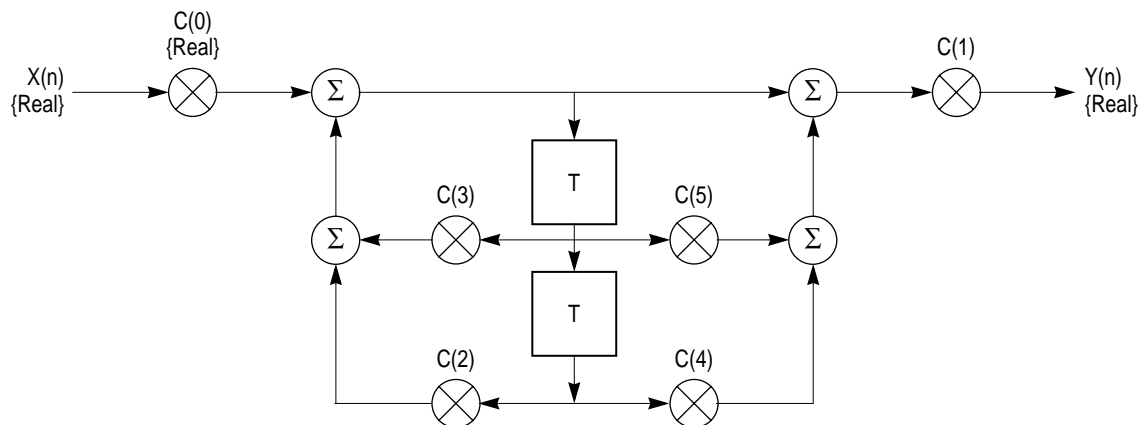 C(0)
{Real}
C(1)
X(n)
{Real}
Σ
Σ
Y(n)
{Real}
T
C(3)
C(5)
Σ
Σ
T
C(2)
C(4)